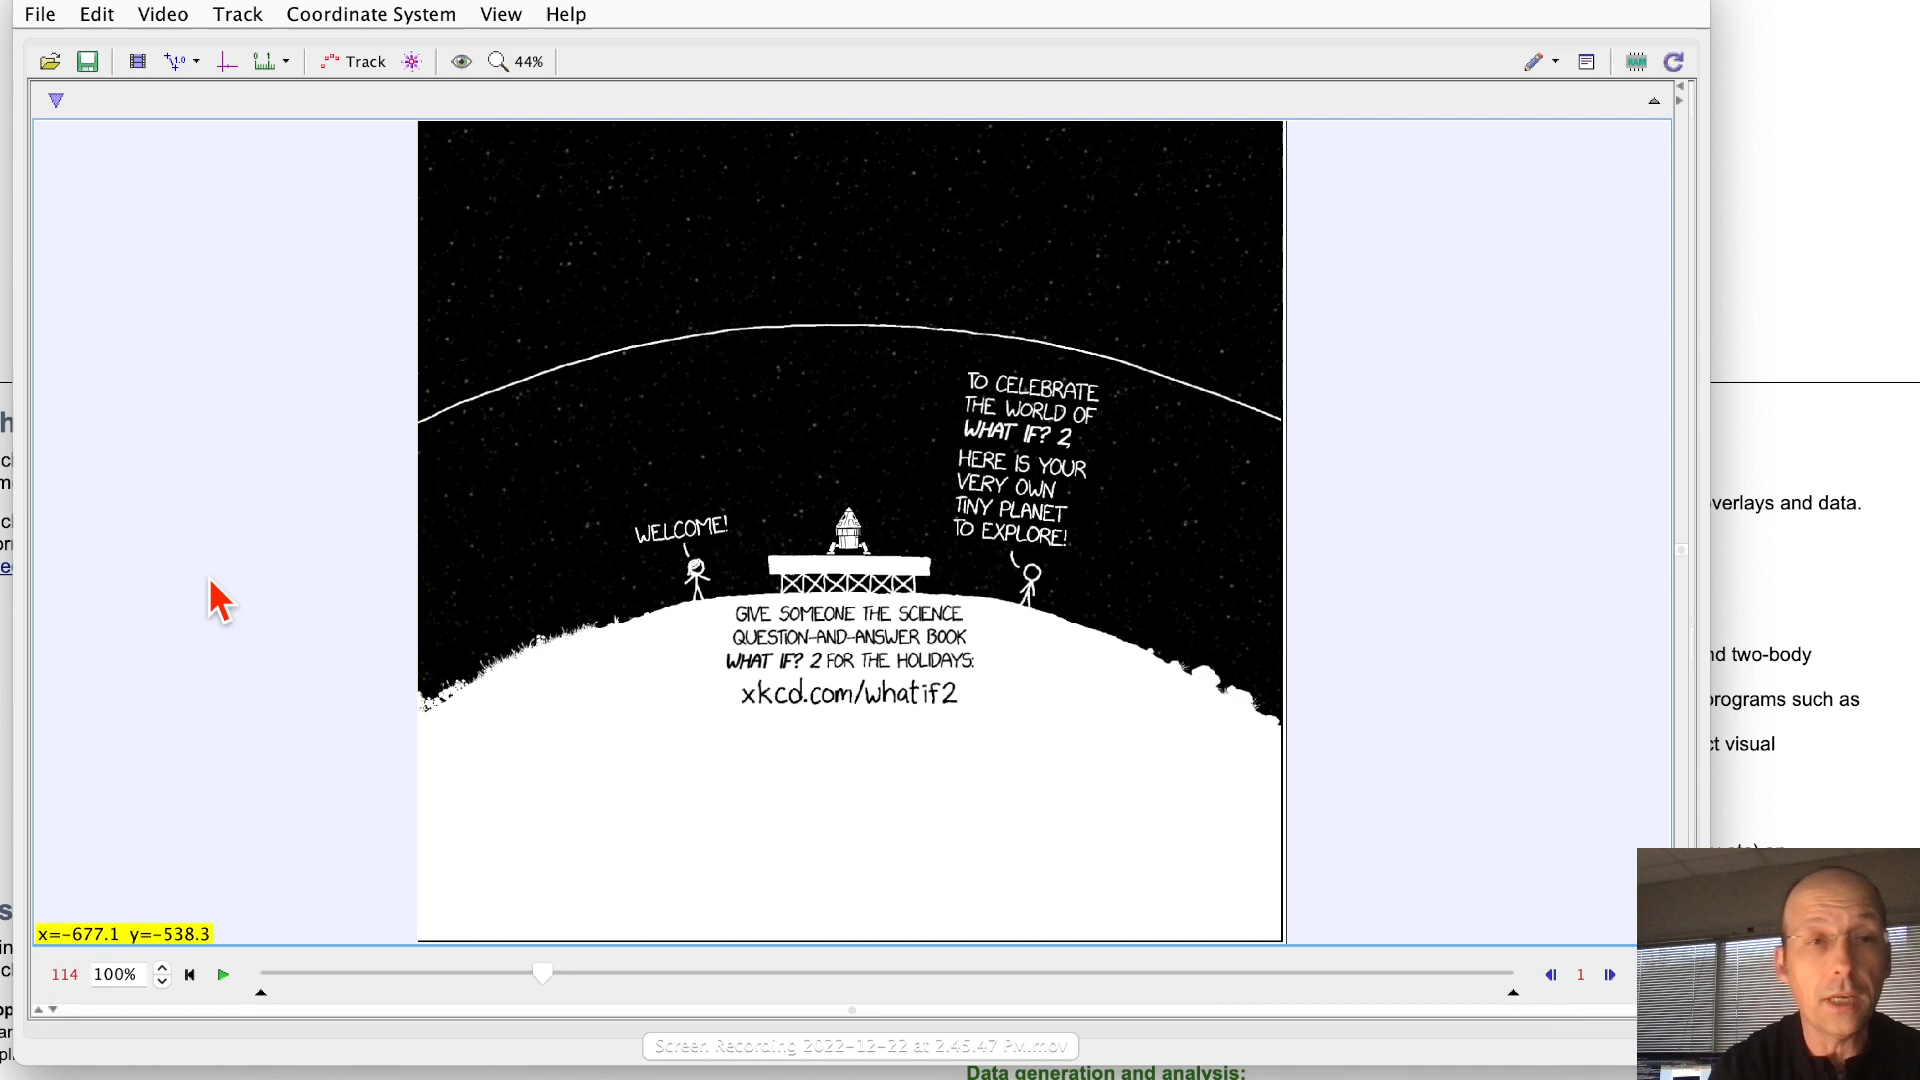 File Edit Video Track Coordinate System View Help
Track 44% RAM
TO CELEBRATE
THE WORLD OF
WHAT IF? 2,
HERE IS YOUR
VERY OWN
TINY PLANET
TO EXPLORE!
WELCOME!
GIVE SOMEONE THE SCIENCE
QUESTION-AND-ANSWER BOOK
WHAT IF? 2 FOR THE HOLIDAYS:
xkcd.com/whatif2
verlays and data.
nd two-body
programs such as
ct visual
x=-677.1 y=-538.3
114 100% 1
Screen Recording 2022-12-22 at 2.45.47 PM.mov
Data generation and analysis: